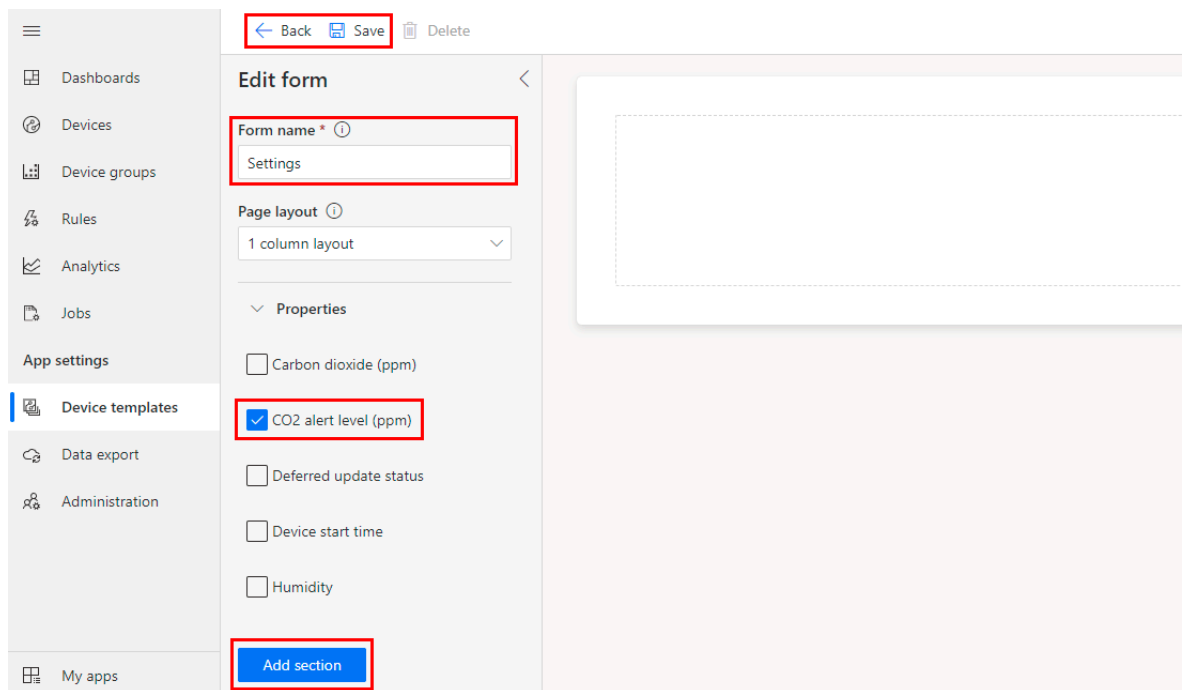 Back Save Delete
Dashboards
Devices
Device groups
Rules
Analytics
Jobs
App settings
Device templates
Data export
Administration
My apps
Edit form
Form name *
Settings
Page layout
1 column layout
Properties
Carbon dioxide (ppm)
CO2 alert level (ppm)
Deferred update status
Device start time
Humidity
Add section